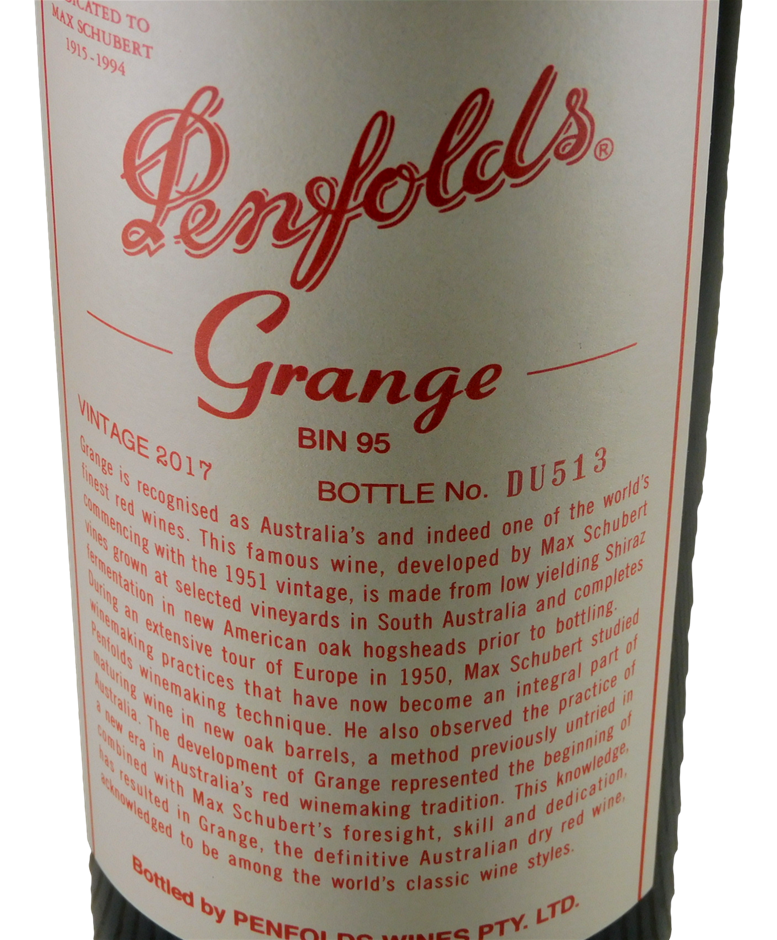 TO
MAX SCHUBERT
1915-1994
Penfolds®
Grange
BIN 95
VINTAGE 2017
BOTTLE No. DU513
Grange is recognised as Australia's and indeed one of the world's
finest red wines. This famous wine, developed by Max Schubert
commencing with the 1951 vintage, is made from low yielding Shiraz
vines grown at selected vineyards in South Australia and completes
fermentation in new American oak hogsheads prior to bottling.
During an extensive tour of Europe in 1950, Max Schubert studied
winemaking practices that have now become an integral part of
Penfolds winemaking technique. He also observed the practice of
maturing wine in new oak barrels, a method previously untried in
Australia. The development of Grange represented the beginning of
a new era in Australia's red winemaking tradition. This knowledge,
combined with Max Schubert's foresight, skill and dedication,
has resulted in Grange, the definitive Australian dry red wine,
acknowledged to be among the world's classic wine styles.
Bottled by PENFOLDS WINES PTY. LTD.